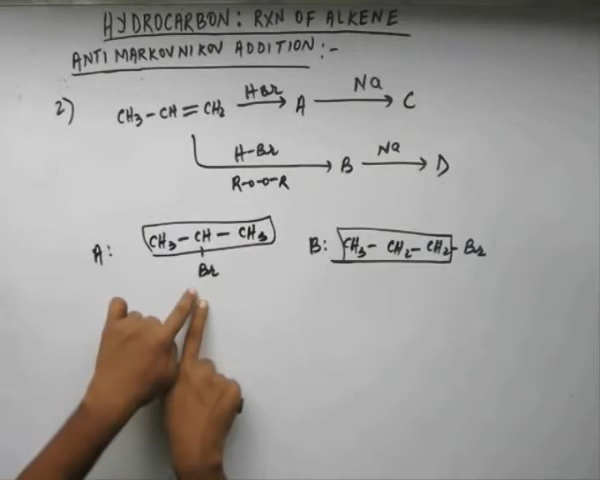 HYDROCARBON: RXN OF ALKENE
ANTI MARKOVNIKOV ADDITION :-
2) CH3-CH=CH2 HBr → A Na → C
H-Br
R-O-O-R → B Na → D
A: CH3-CH-CH3 B: CH3-CH2-CH2-Br
Br